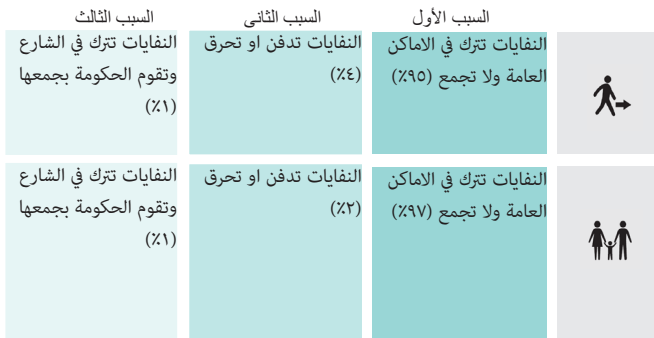 السبب الأول
السبب الثاني
السبب الثالث
النفايات تترك في الاماكن
العامة ولا تجمع (٩٥٪)
النفايات تدفن او تحرق
(٤٪)
النفايات تترك في الشارع
وتقوم الحكومة بجمعها
(١٪)
النفايات تترك في الاماكن
العامة ولا تجمع (٩٧٪)
النفايات تدفن او تحرق
(٢٪)
النفايات تترك في الشارع
وتقوم الحكومة بجمعها
(١٪)